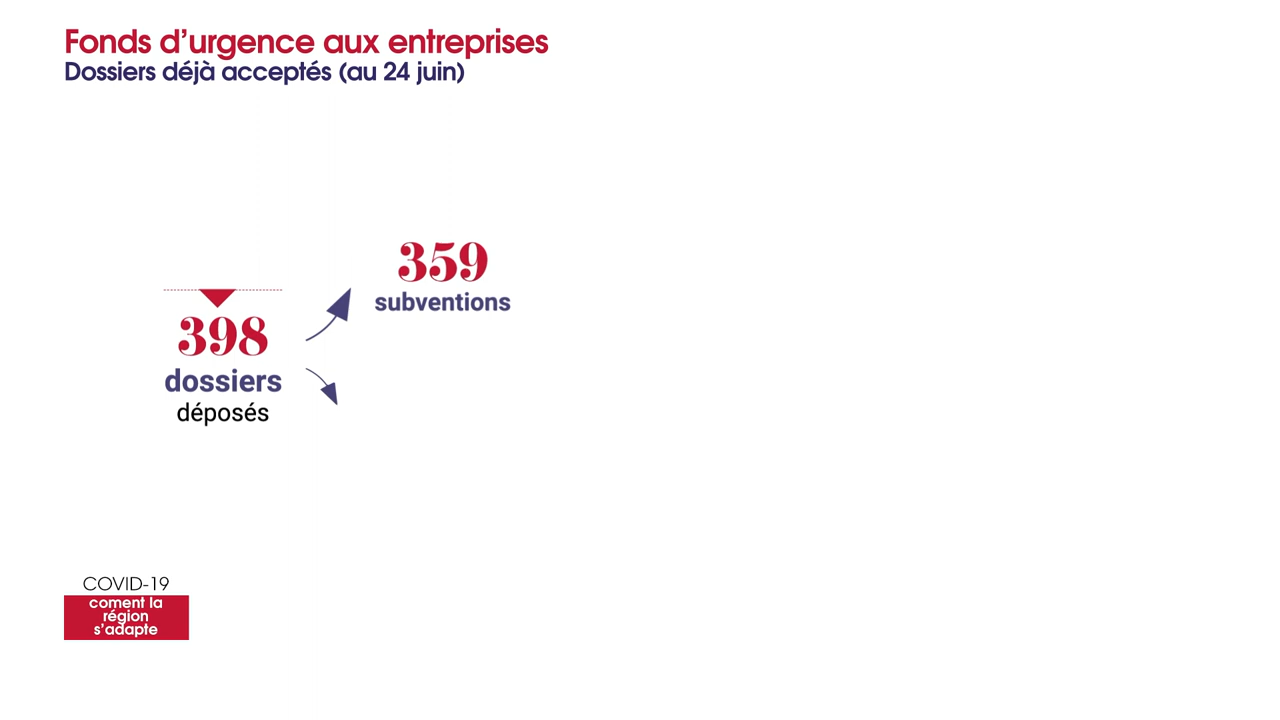 Fonds d’urgence aux entreprises
Dossiers déjà acceptés (au 24 juin)
359
subventions
398
dossiers
déposés
COVID-19
coment la
région
s’adapte